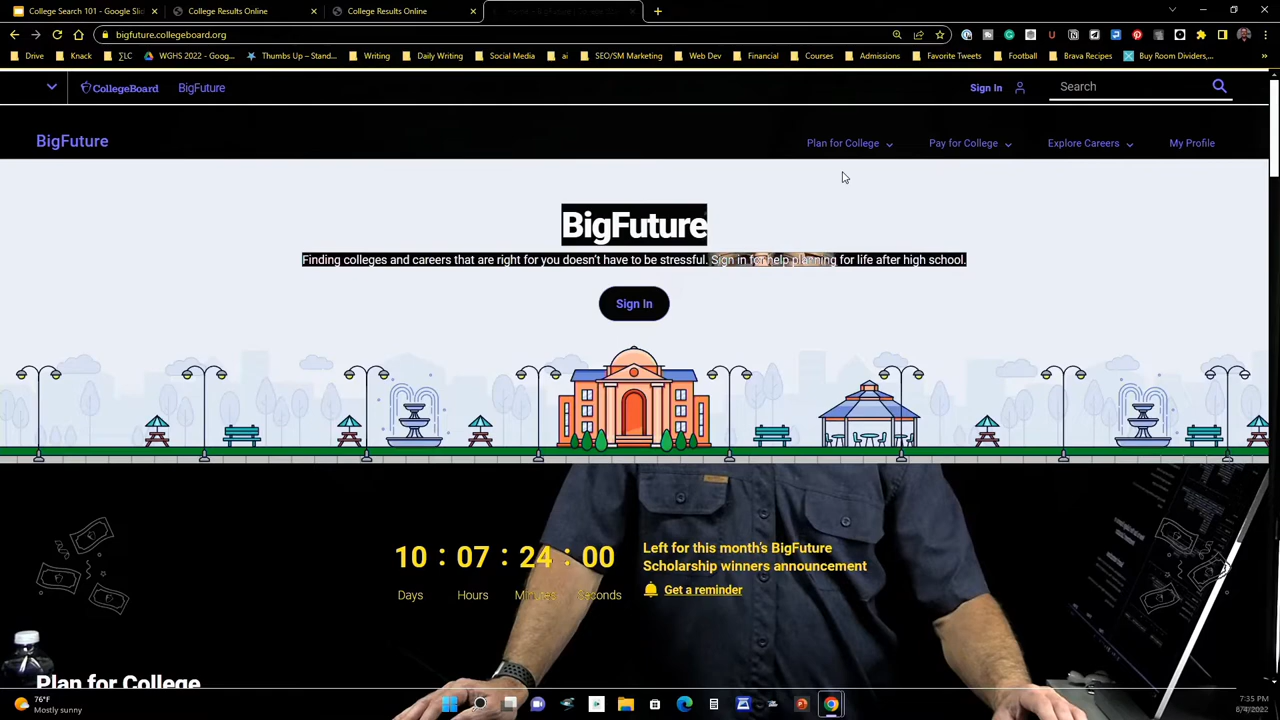 College Search 101 - Google Slid
College Results Online
College Results Online
bigfuture.collegeboard.org
Drive
Knack
∑LC
WGHS 2022 - Goog...
Thumbs Up – Stand...
Writing
Daily Writing
Social Media
ai
SEO/SM Marketing
Web Dev
Financial
Courses
Admissions
Favorite Tweets
Football
Brava Recipes
Buy Room Dividers,...
CollegeBoard
BigFuture
Sign In
Search
BigFuture
Plan for College
Pay for College
Explore Careers
My Profile
BigFuture
Finding colleges and careers that are right for you doesn’t have to be stressful. Sign in for help planning for life after high school.
Sign In
10 : 07 : 24 : 00
Days Hours Minutes Seconds
Left for this month’s BigFuture
Scholarship winners announcement
Get a reminder
Plan for College
76°F
Mostly sunny
7:35 PM
8/4/2022